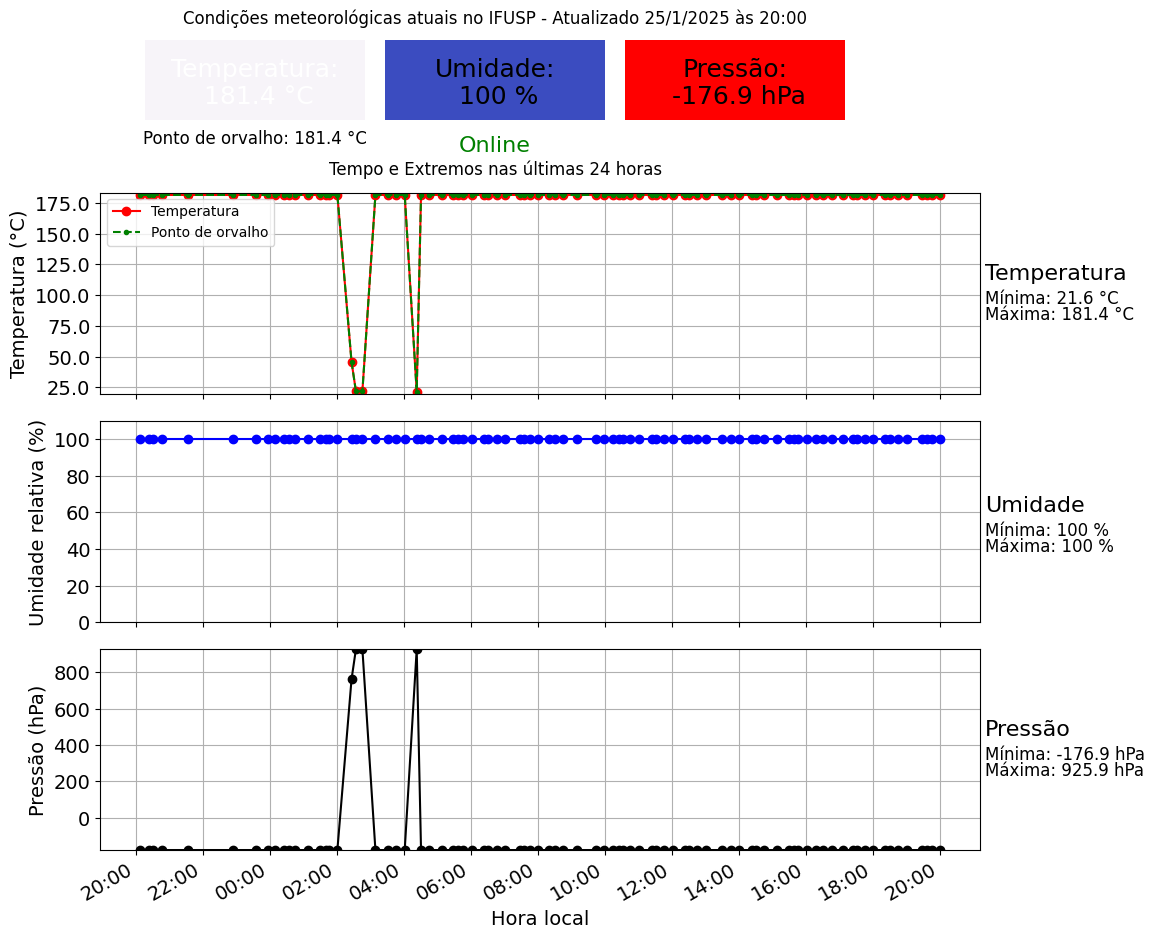 Condições meteorológicas atuais no IFUSP - Atualizado 25/1/2025 às 20:00
Temperatura:
181.4 °C
Umidade:
100 %
Pressão:
-176.9 hPa
Ponto de orvalho: 181.4 °C
Online
Tempo e Extremos nas últimas 24 horas
Temperatura (°C)
175.0
150.0
125.0
100.0
75.0
50.0
25.0
Temperatura
Ponto de orvalho
Temperatura
Mínima: 21.6 °C
Máxima: 181.4 °C
Umidade relativa (%)
100
80
60
40
20
0
Umidade
Mínima: 100 %
Máxima: 100 %
Pressão (hPa)
800
600
400
200
0
Pressão
Mínima: -176.9 hPa
Máxima: 925.9 hPa
20:00 22:00 00:00 02:00 04:00 06:00 08:00 10:00 12:00 14:00 16:00 18:00 20:00
Hora local